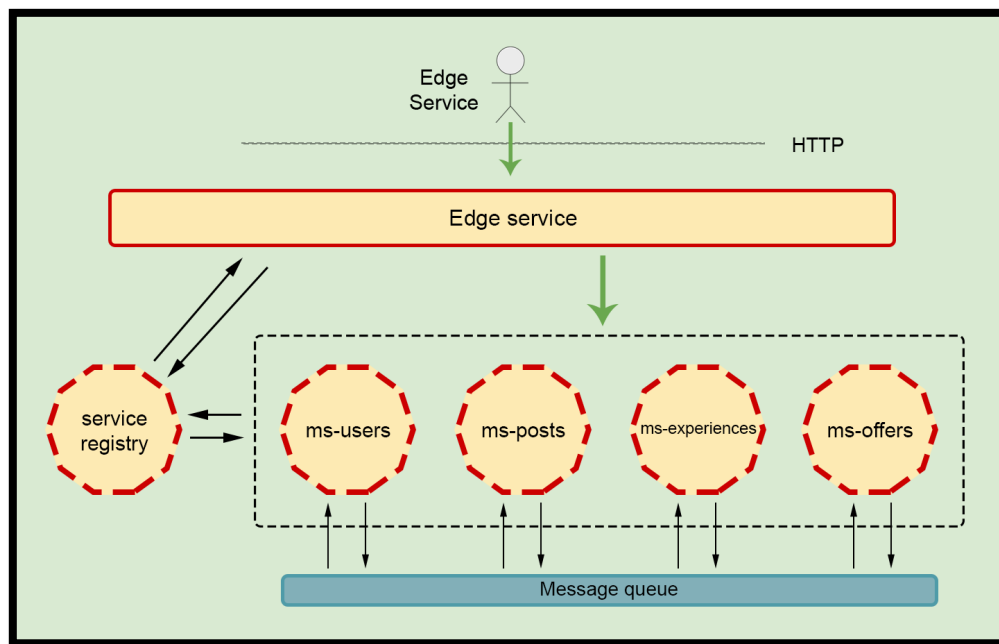 Edge
Service
HTTP
Edge service
service
registry
ms-users
ms-posts
ms-experiences
ms-offers
Message queue